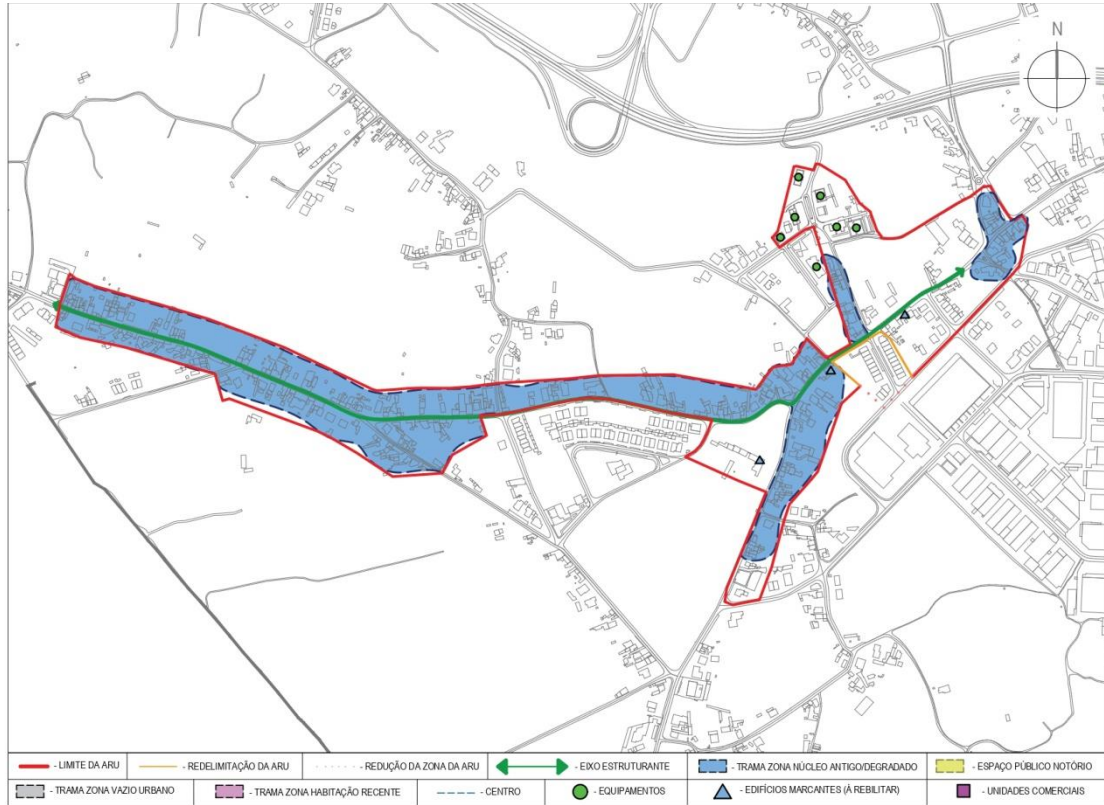 N
- LIMITE DA ARU - REDELIMITAÇÃO DA ARU - REDUÇÃO DA ZONA DA ARU - EIXO ESTRUTURANTE - TRAMA ZONA NÚCLEO ANTIGO/DEGRADADO - ESPAÇO PÚBLICO NOTÓRIO
- TRAMA ZONA VAZIO URBANO - TRAMA ZONA HABITAÇÃO RECENTE - CENTRO - EQUIPAMENTOS - EDIFÍCIOS MARCANTES (Á REBILITAR) - UNIDADES COMERCIAIS